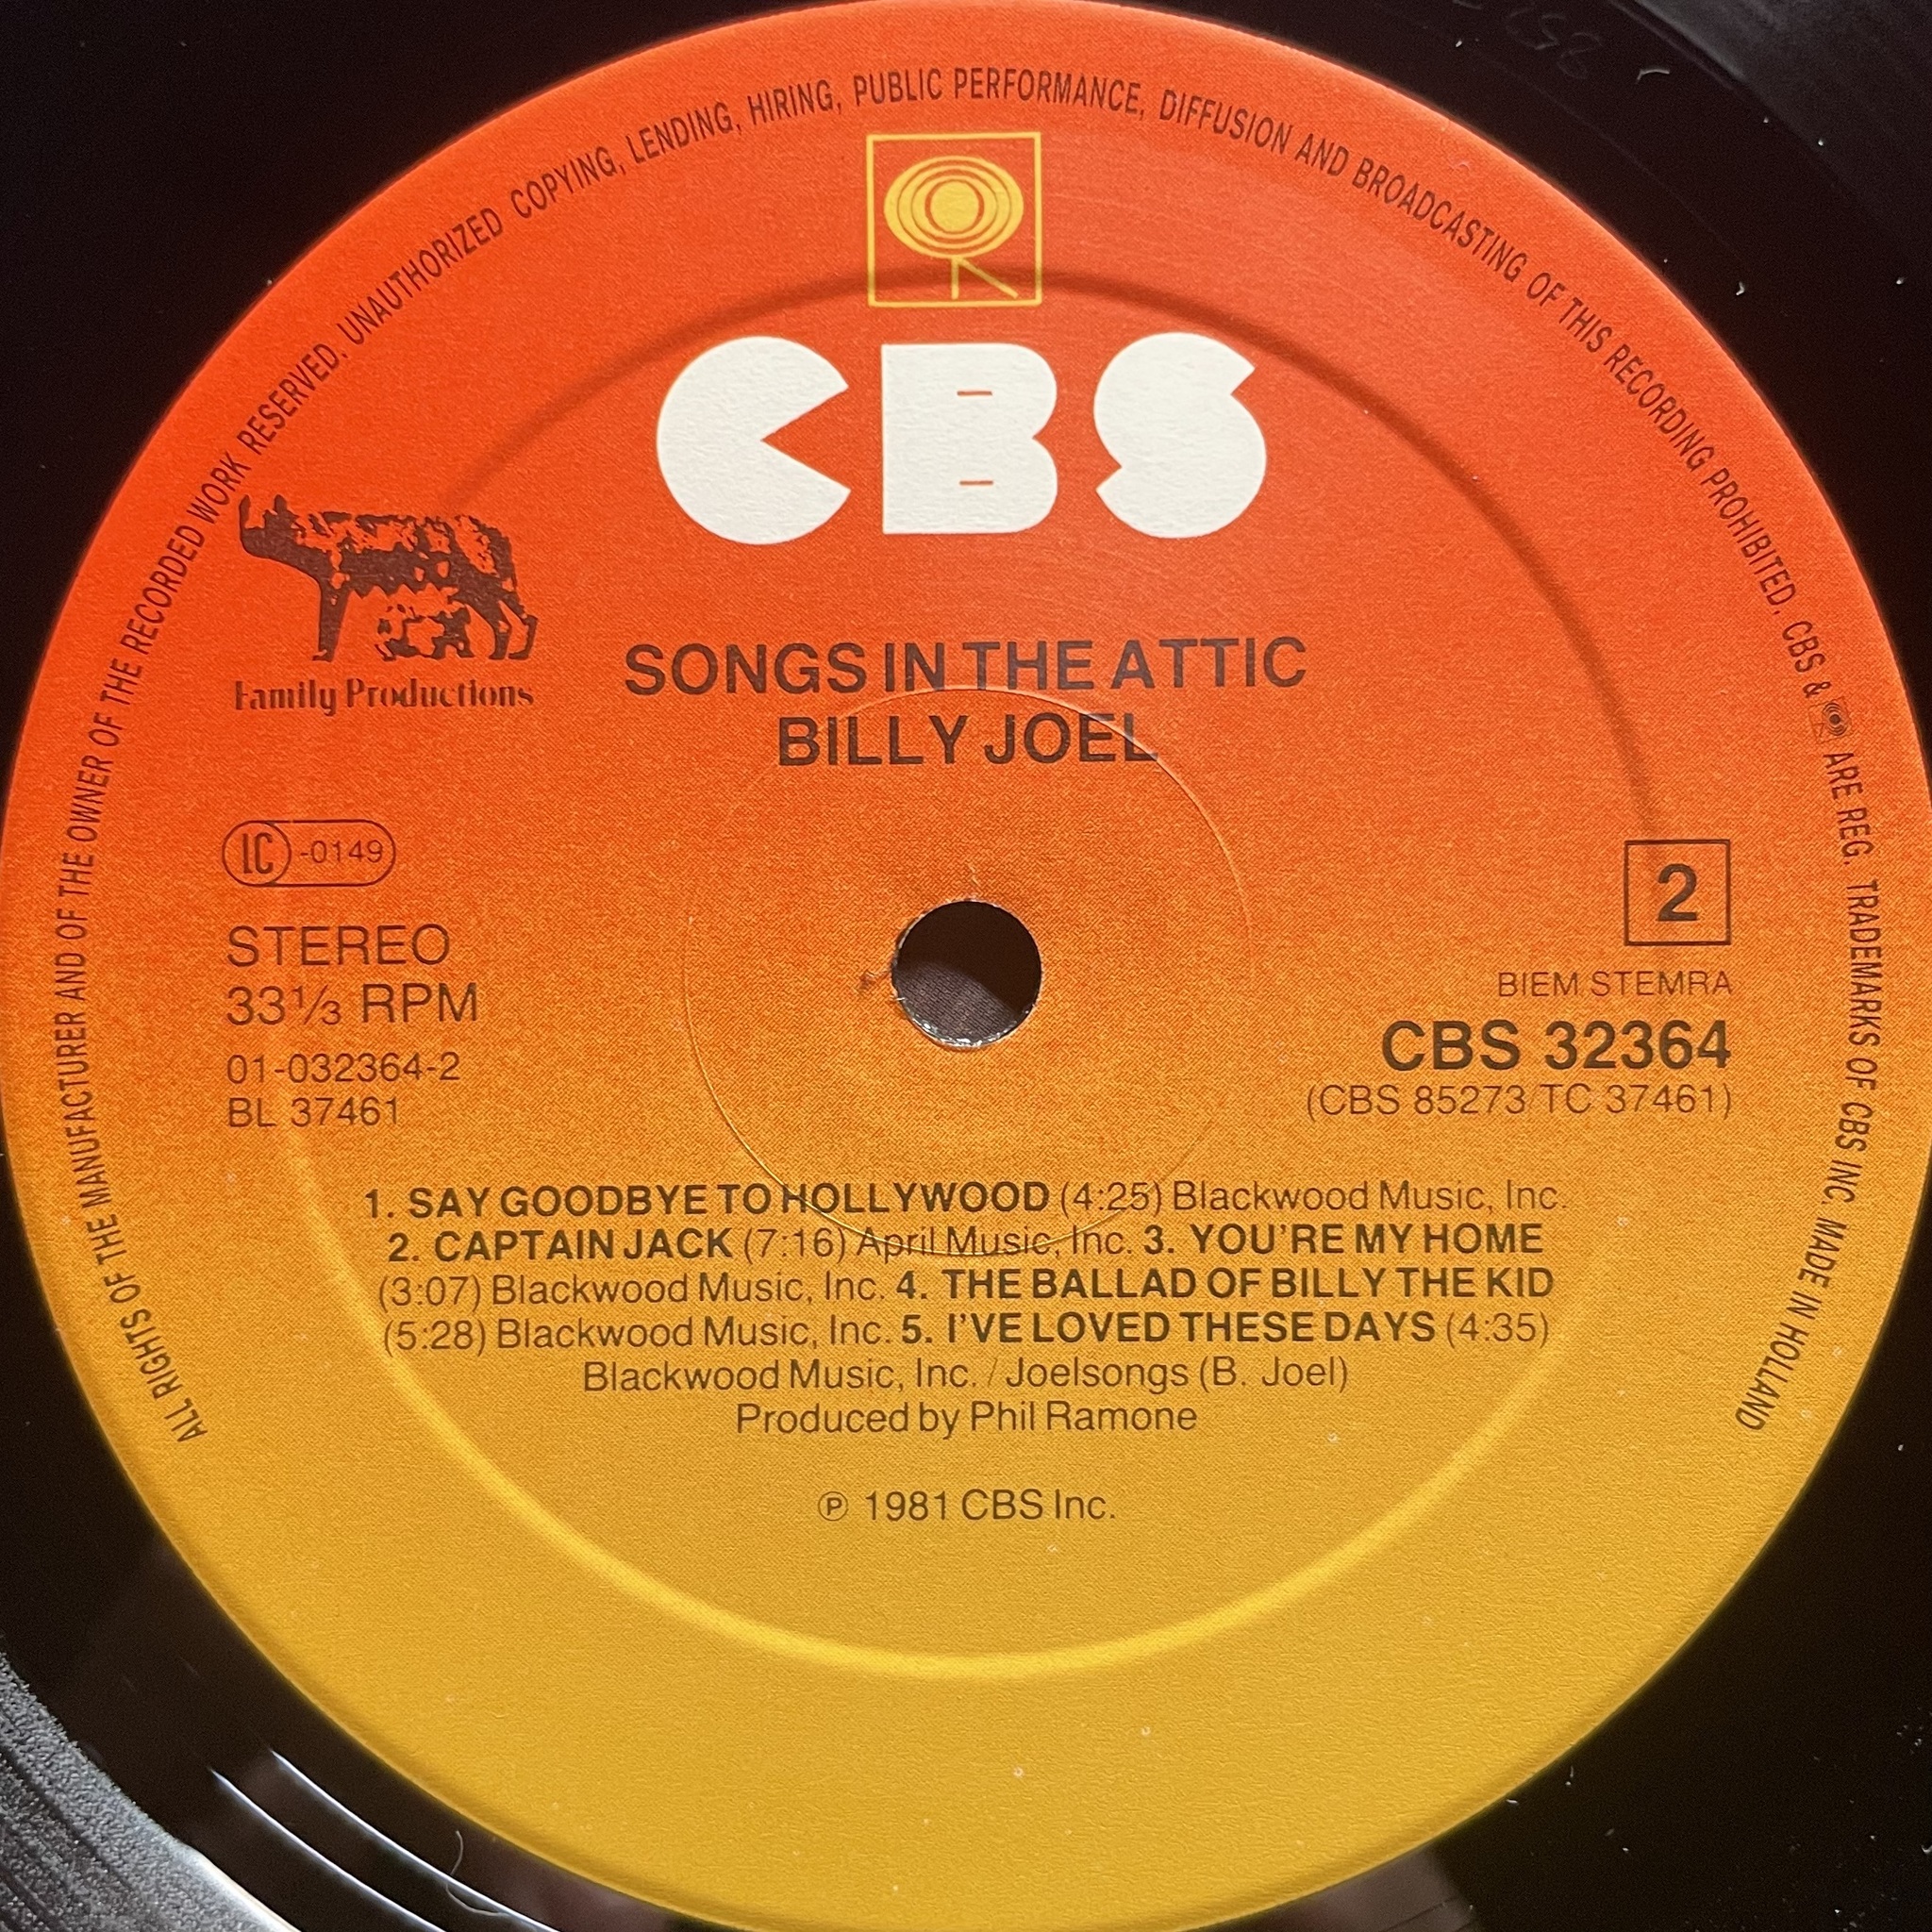 ALL RIGHTS OF THE MANUFACTURER AND OF THE OWNER OF THE RECORDED WORK RESERVED. UNAUTHORIZED COPYING, LENDING, HIRING, PUBLIC PERFORMANCE, DIFFUSION AND BROADCASTING OF THIS RECORDING PROHIBITED. CBS & ARE REG. TRADEMARKS OF CBS INC. MADE IN HOLLAND
CBS
Family Productions
SONGS IN THE ATTIC
BILLY JOEL
LC -0149
2
STEREO
33⅓ RPM
BIEM STEMRA
01-032364-2
BL 37461
CBS 32364
(CBS 85273/TC 37461)
1. SAY GOODBYE TO HOLLYWOOD (4:25) Blackwood Music, Inc.
2. CAPTAIN JACK (7:16) April Music, Inc. 3. YOU'RE MY HOME
(3:07) Blackwood Music, Inc. 4. THE BALLAD OF BILLY THE KID
(5:28) Blackwood Music, Inc. 5. I'VE LOVED THESE DAYS (4:35)
Blackwood Music, Inc. / Joelsongs (B. Joel)
Produced by Phil Ramone
℗ 1981 CBS Inc.